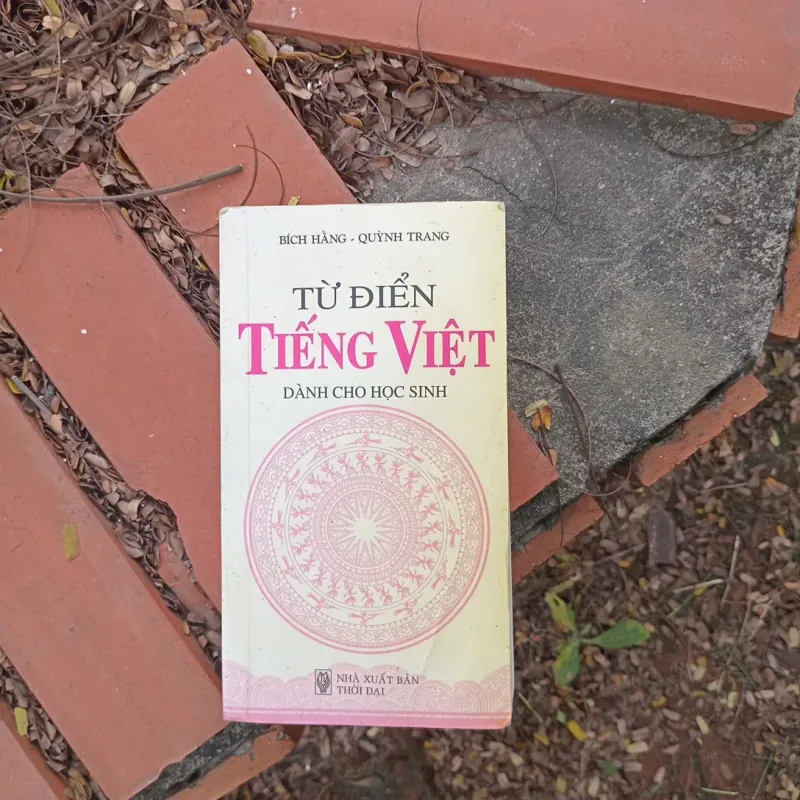 BÍCH HẰNG - QUỲNH TRANG
TỪ ĐIỂN
TIẾNG VIỆT
DÀNH CHO HỌC SINH
NHÀ XUẤT BẢN
THỜI ĐẠI